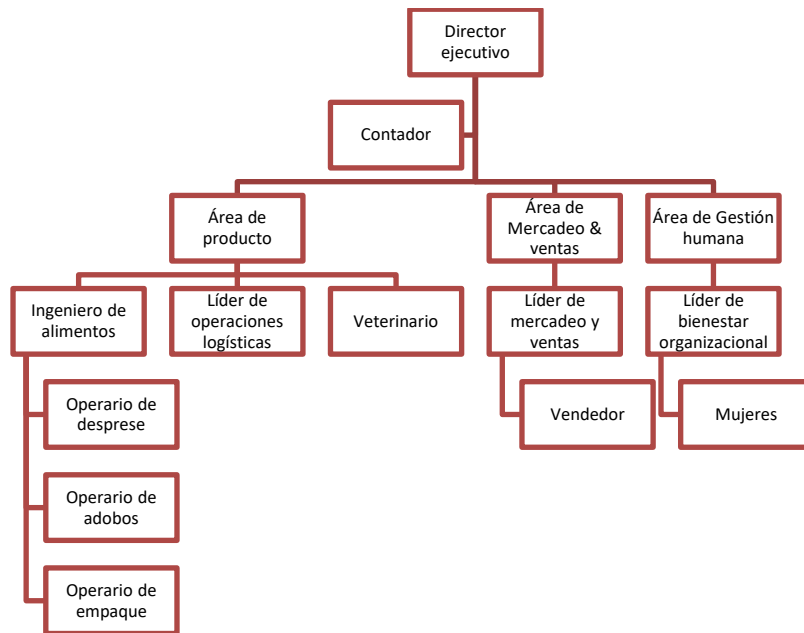 Director
ejecutivo
Contador
Área de
producto
Área de
Mercadeo &
ventas
Área de Gestión
humana
Ingeniero de
alimentos
Líder de
operaciones
logísticas
Veterinario
Líder de
mercadeo y
ventas
Líder de
bienestar
organizacional
Operario de
desprese
Vendedor
Mujeres
Operario de
adobos
Operario de
empaque